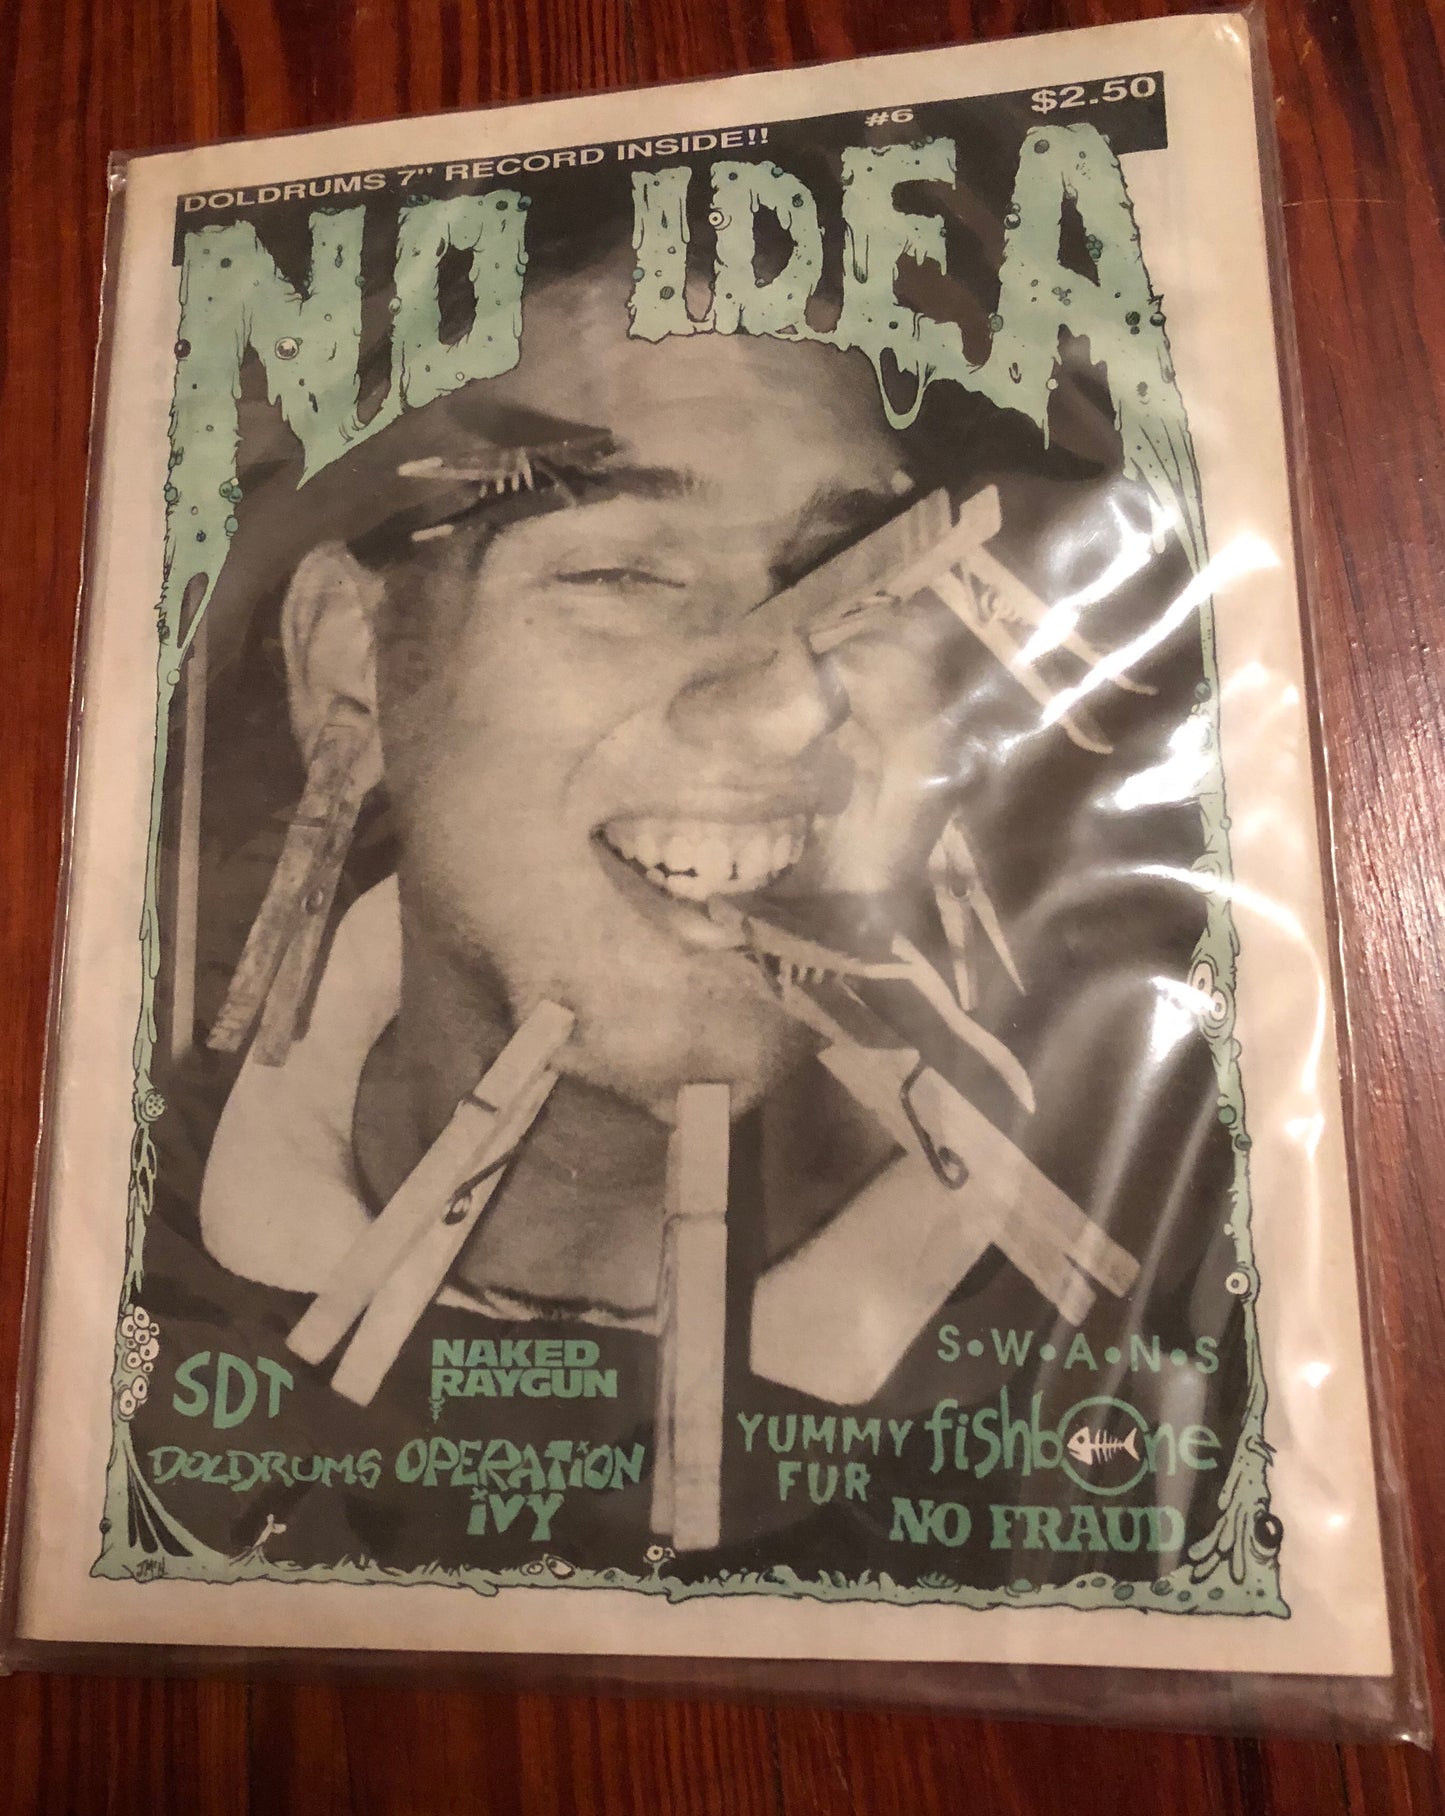 DOLDRUMS 7" RECORD INSIDE!! #6 $2.50
NO IDEA
SDT
NAKED
RAYGUN
S•W•A•N•S
DOLDRUMS
OPERATION
IVY
YUMMY
FUR
fishbone
NO FRAUD